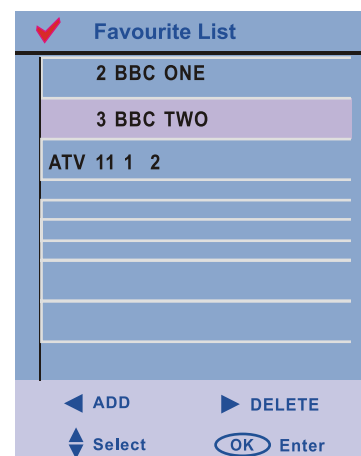 Favourite List
2 BBC ONE
3 BBC TWO
ATV 11 1 2
ADD DELETE
Select OK Enter